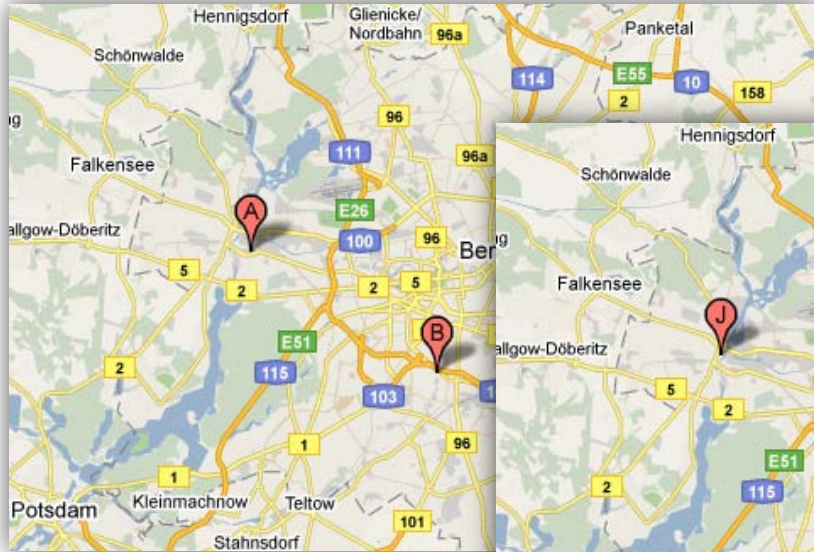 Hennigsdorf
Glienicke/
Nordbahn
96a
Panketal
Schönwalde
114
E55
10
2
158
96
ng
111
96a
Falkensee
A
E26
allgow-Döberitz
100
96
Ber
5
2
2
5
B
E51
2
115
103
1
96
1
Potsdam
Kleinmachnow
Teltow
101
Stahnsdorf
Hennigsdorf
Schönwalde
ng
Falkensee
J
allgow-Döberitz
5
2
E51
2
115